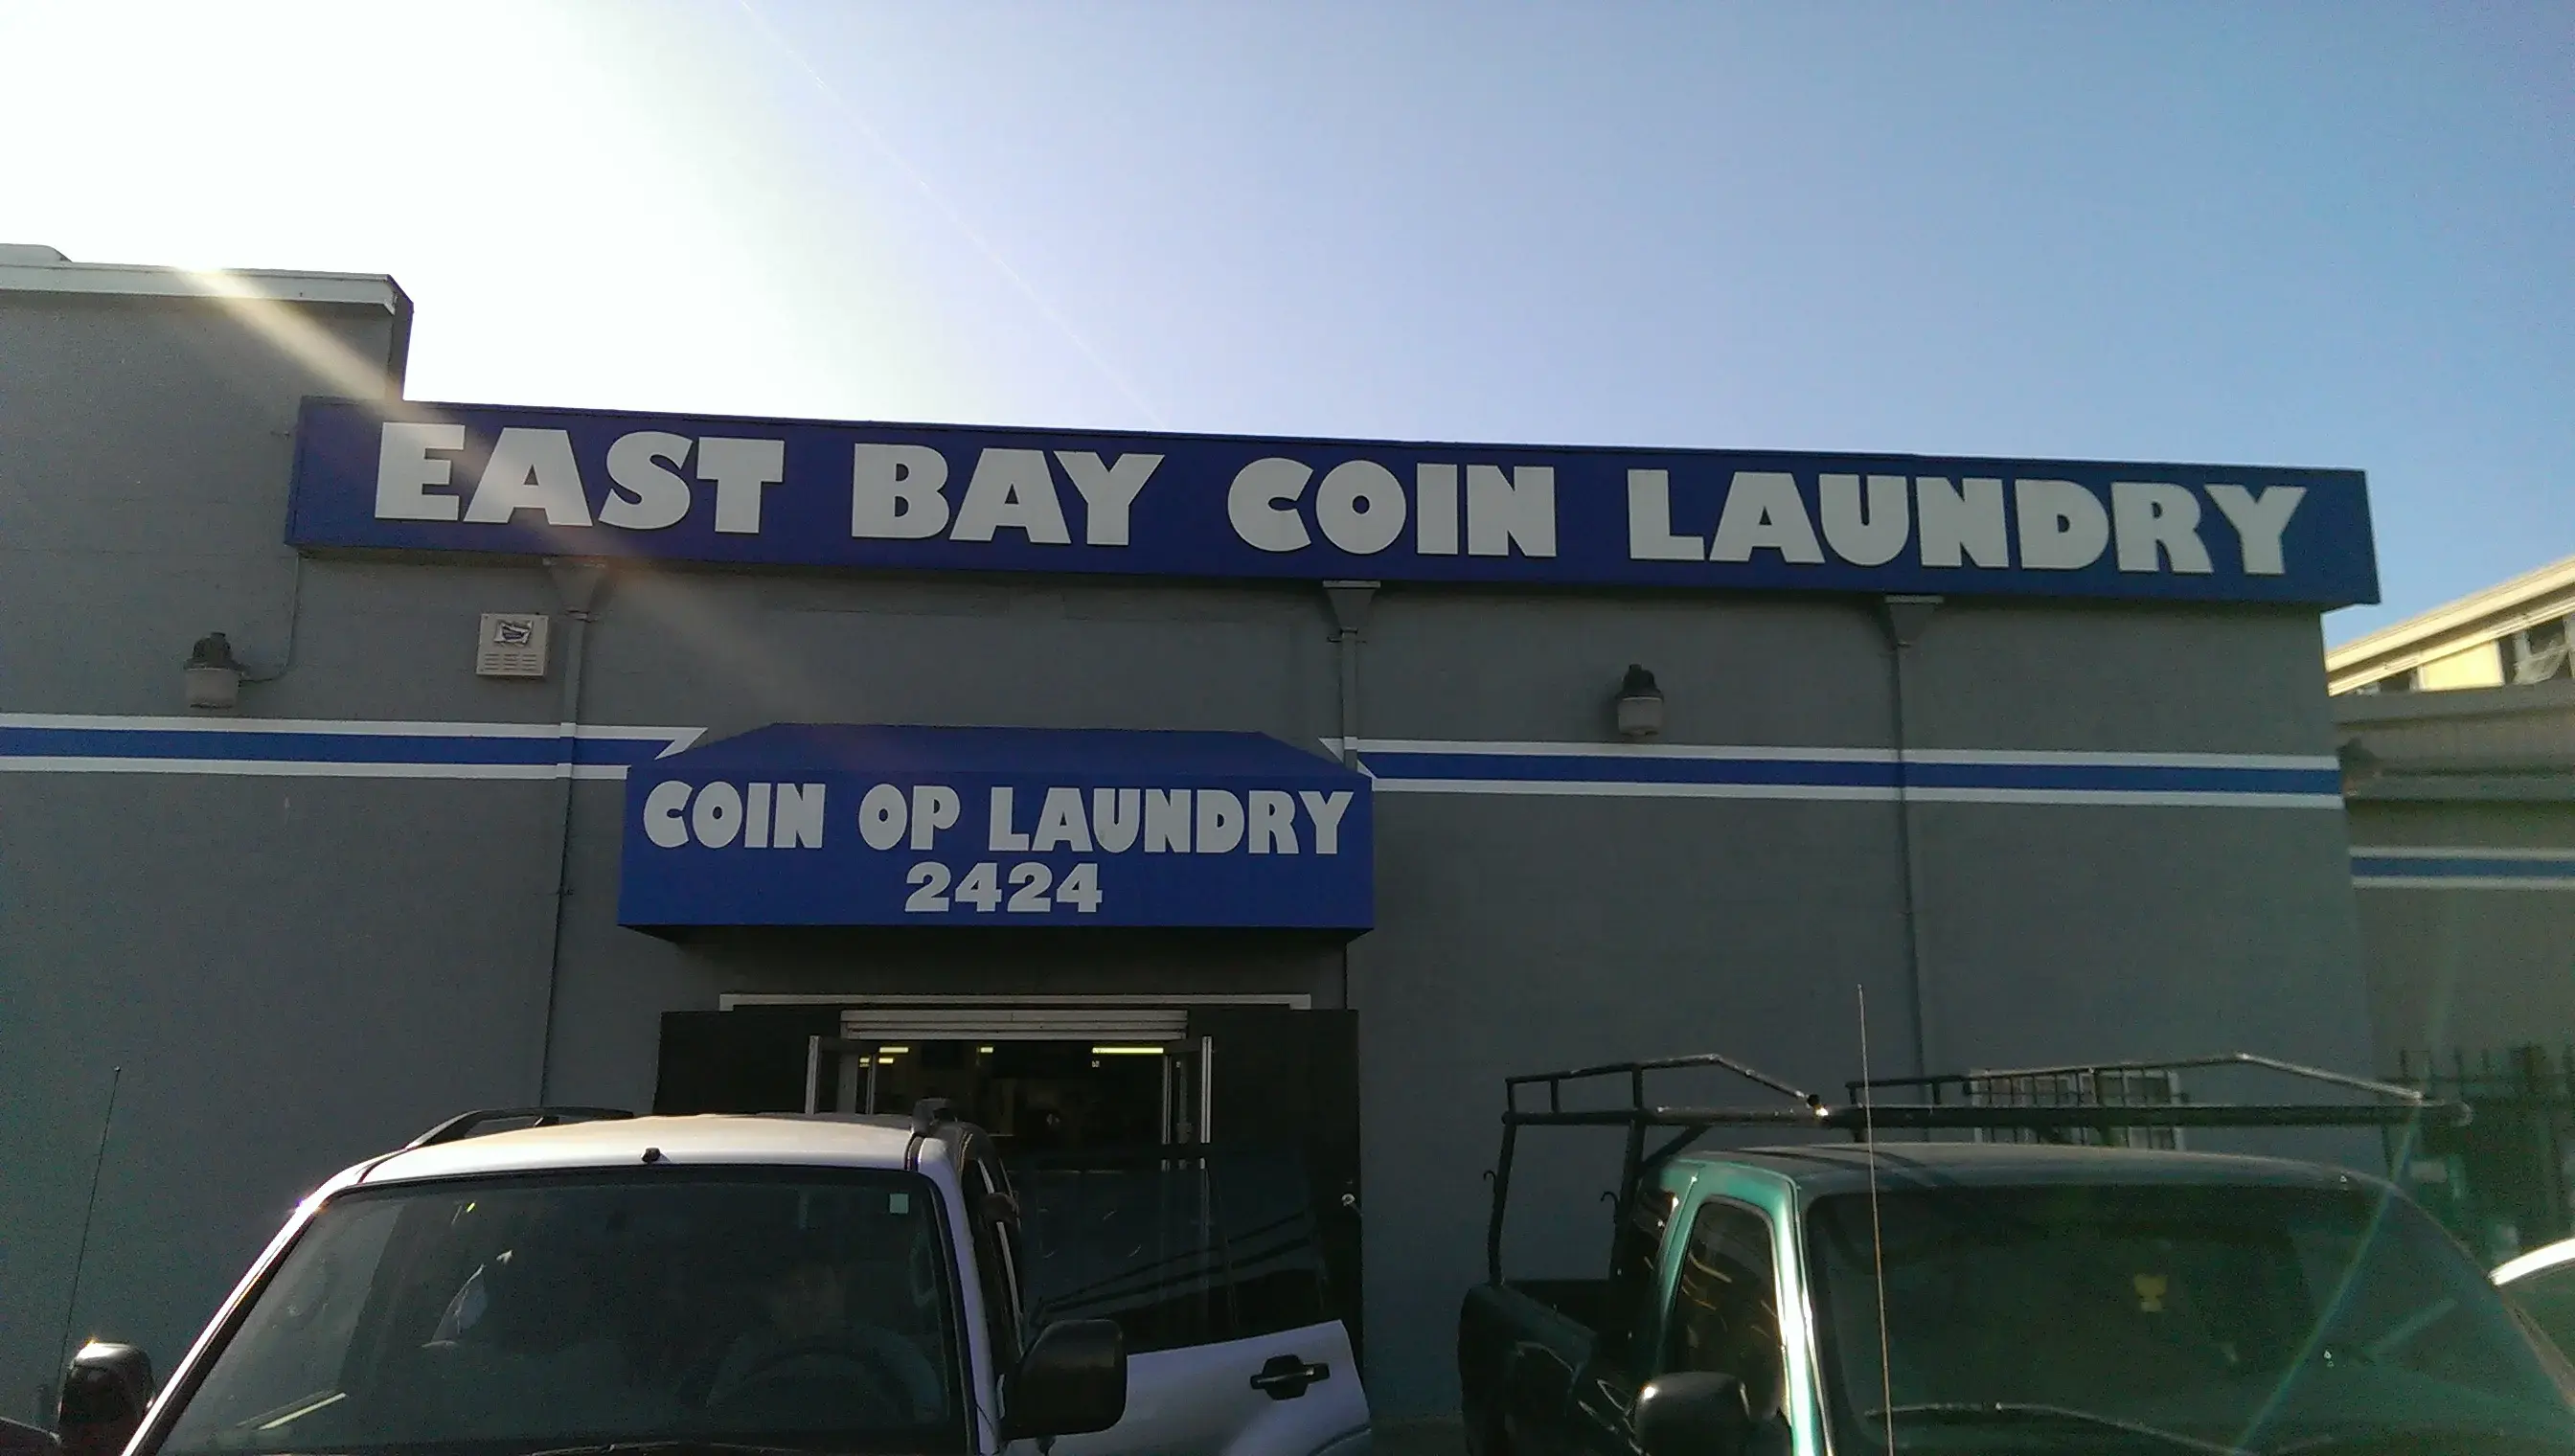 EAST BAY COIN LAUNDRY
COIN OP LAUNDRY
2424